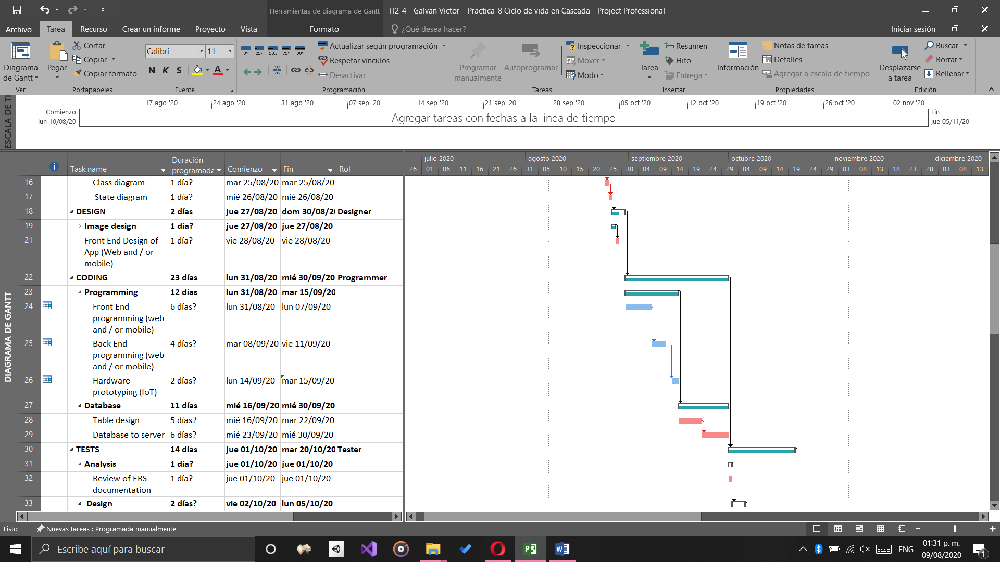 Herramientas de diagrama de Gantt
TI2-4 - Galvan Victor – Practica-8 Ciclo de vida en Cascada - Project Professional
Archivo Tarea Recurso Crear un informe Proyecto Vista Formato ¿Qué desea hacer? Iniciar sesión
Diagrama de Gantt
Ver
Pegar
Cortar
Copiar
Copiar formato
Portapapeles
Calibri 11
N K S A
Fuente
0% 25% 50% 75% 100%
Actualizar según programación
Respetar vínculos
Desactivar
Programación
Programar manualmente
Autoprogramar
Inspeccionar
Mover
Modo
Tareas
Tarea
Resumen
Hito
Entrega
Insertar
Información
Notas de tareas
Detalles
Agregar a escala de tiempo
Propiedades
Desplazarse a tarea
Buscar
Borrar
Rellenar
Edición
ESCALA DE TI
17 ago '20 24 ago '20 31 ago '20 07 sep '20 14 sep '20 21 sep '20 28 sep '20 05 oct '20 12 oct '20 19 oct '20 26 oct '20 02 nov '20
Comienzo
lun 10/08/20
Agregar tareas con fechas a la línea de tiempo
Fin
jue 05/11/20
DIAGRAMA DE GANTT
Task name Duración programada Comienzo Fin Rol
julio 2020 agosto 2020 septiembre 2020 octubre 2020 noviembre 2020 diciembre 2020
26 01 06 11 16 21 26 31 05 10 15 20 25 30 04 09 14 19 24 29 04 09 14 19 24 29 03 08 13 18 23 28 03 08 13
16 Class diagram 1 día? mar 25/08/20 mar 25/08/20
17 State diagram 1 día? mié 26/08/20 mié 26/08/20
18 DESIGN 2 días jue 27/08/20 dom 30/08/2 Designer
19 Image design 1 día? jue 27/08/20 jue 27/08/20
21 Front End Design of 1 día? vie 28/08/20 vie 28/08/20
App (Web and / or
mobile)
22 CODING 23 días lun 31/08/20 mié 30/09/20 Programmer
23 Programming 12 días lun 31/08/20 mar 15/09/20
24 Front End 6 días? lun 31/08/20 lun 07/09/20
programming (web
and / or mobile)
25 Back End 4 días? mar 08/09/20 vie 11/09/20
programming (web
and / or mobile)
26 Hardware 2 días? lun 14/09/20 mar 15/09/20
prototyping (IoT)
27 Database 11 días mié 16/09/20 mié 30/09/20
28 Table design 5 días? mié 16/09/20 mar 22/09/20
29 Database to server 6 días? mié 23/09/20 mié 30/09/20
30 TESTS 14 días jue 01/10/20 mar 20/10/20 Tester
31 Analysis 1 día? jue 01/10/20 jue 01/10/20
32 Review of ERS 1 día? jue 01/10/20 jue 01/10/20
documentation
33 Design 2 días? vie 02/10/20 lun 05/10/20
Listo Nuevas tareas : Programada manualmente
Escribe aquí para buscar
ENG
01:31 p. m.
09/08/2020
1